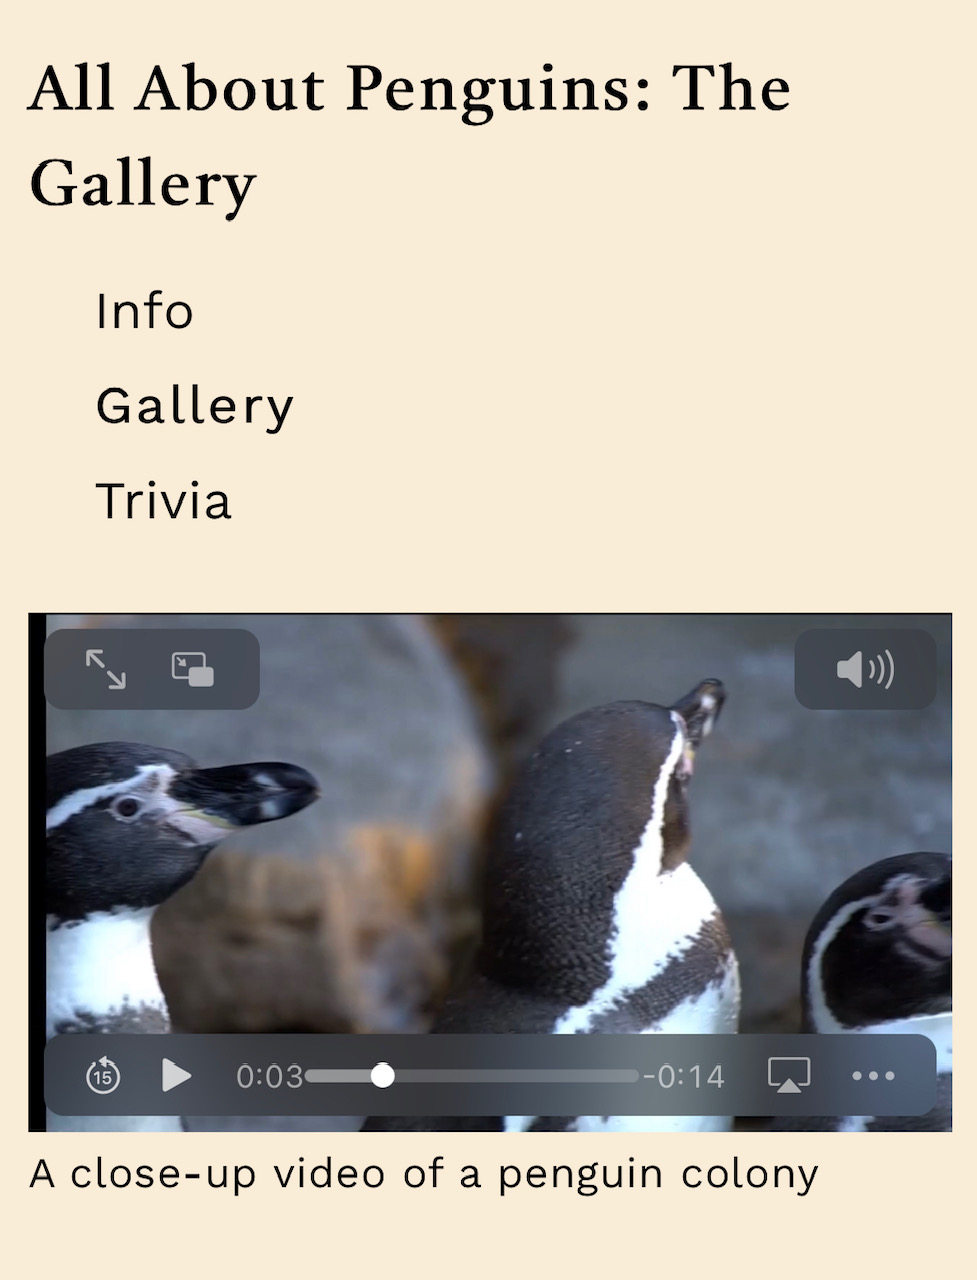 All About Penguins: The
Gallery
Info
Gallery
Trivia
15
0:03
-0:14
A close-up video of a penguin colony